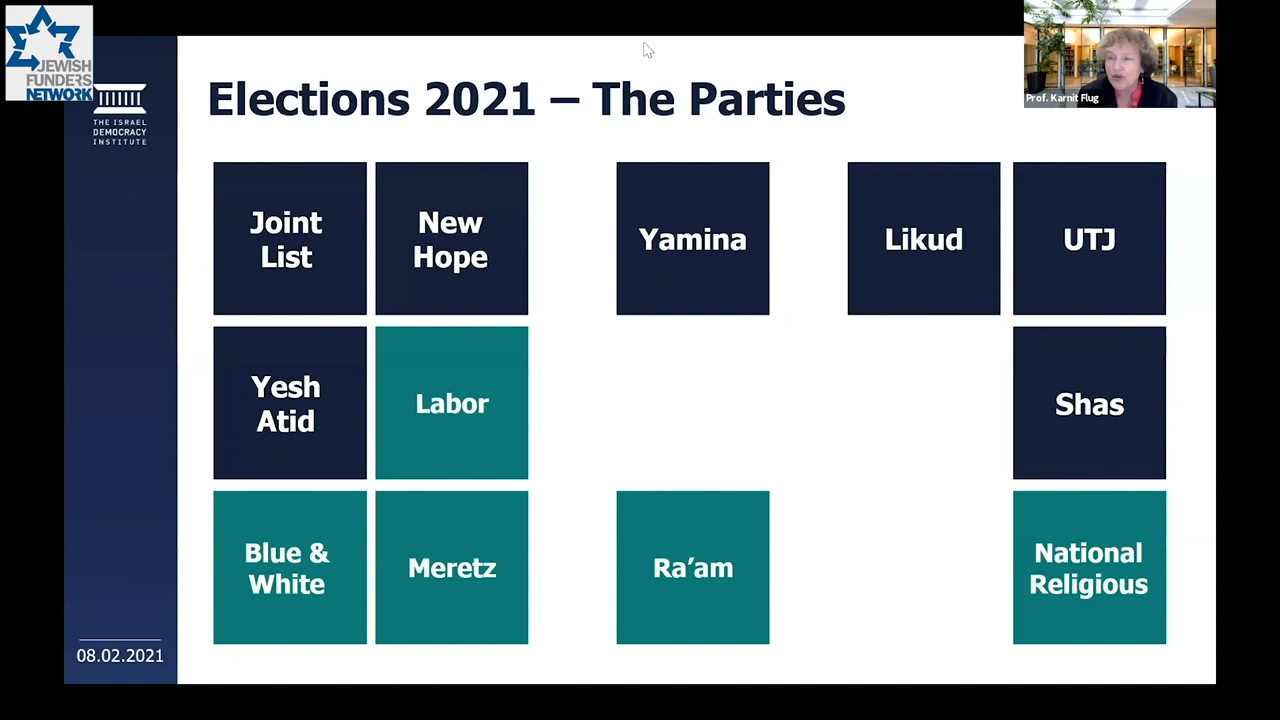 JEWISH
FUNDERS
NETWORK
THE ISRAEL
DEMOCRACY
INSTITUTE
Elections 2021 – The Parties
Prof. Karnit Flug
Joint
List
New
Hope
Yamina
Likud
UTJ
Yesh
Atid
Labor
Shas
Blue &
White
Meretz
Ra’am
National
Religious
08.02.2021